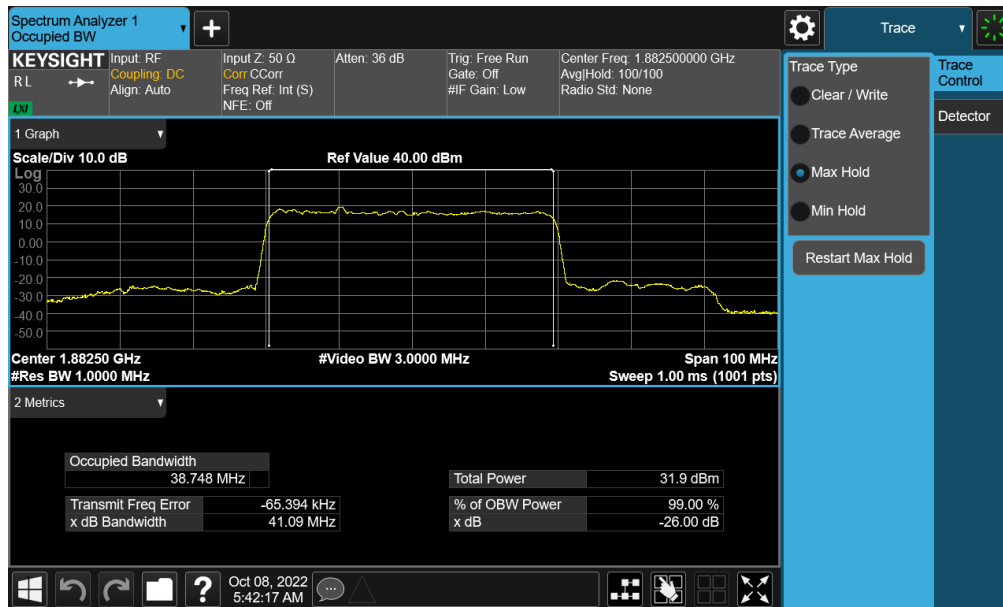 Spectrum Analyzer 1
Occupied BW
+
Trace
KEYSIGHT
RL
LXI
Input: RF
Coupling: DC
Align: Auto
Input Z: 50 Ω
Corr CCorr
Freq Ref: Int (S)
NFE: Off
Atten: 36 dB
Trig: Free Run
Gate: Off
#IF Gain: Low
Center Freq: 1.882500000 GHz
Avg|Hold: 100/100
Radio Std: None
Trace Type
Clear / Write
Trace Average
Max Hold
Min Hold
Restart Max Hold
Trace
Control
Detector
1 Graph
Scale/Div 10.0 dB
Ref Value 40.00 dBm
Log
30.0
20.0
10.0
0.00
-10.0
-20.0
-30.0
-40.0
-50.0
Center 1.88250 GHz
#Video BW 3.0000 MHz
Span 100 MHz
#Res BW 1.0000 MHz
Sweep 1.00 ms (1001 pts)
2 Metrics
Occupied Bandwidth
38.748 MHz
Total Power 31.9 dBm
Transmit Freq Error -65.394 kHz
% of OBW Power 99.00 %
x dB Bandwidth 41.09 MHz
x dB -26.00 dB
?
Oct 08, 2022
5:42:17 AM